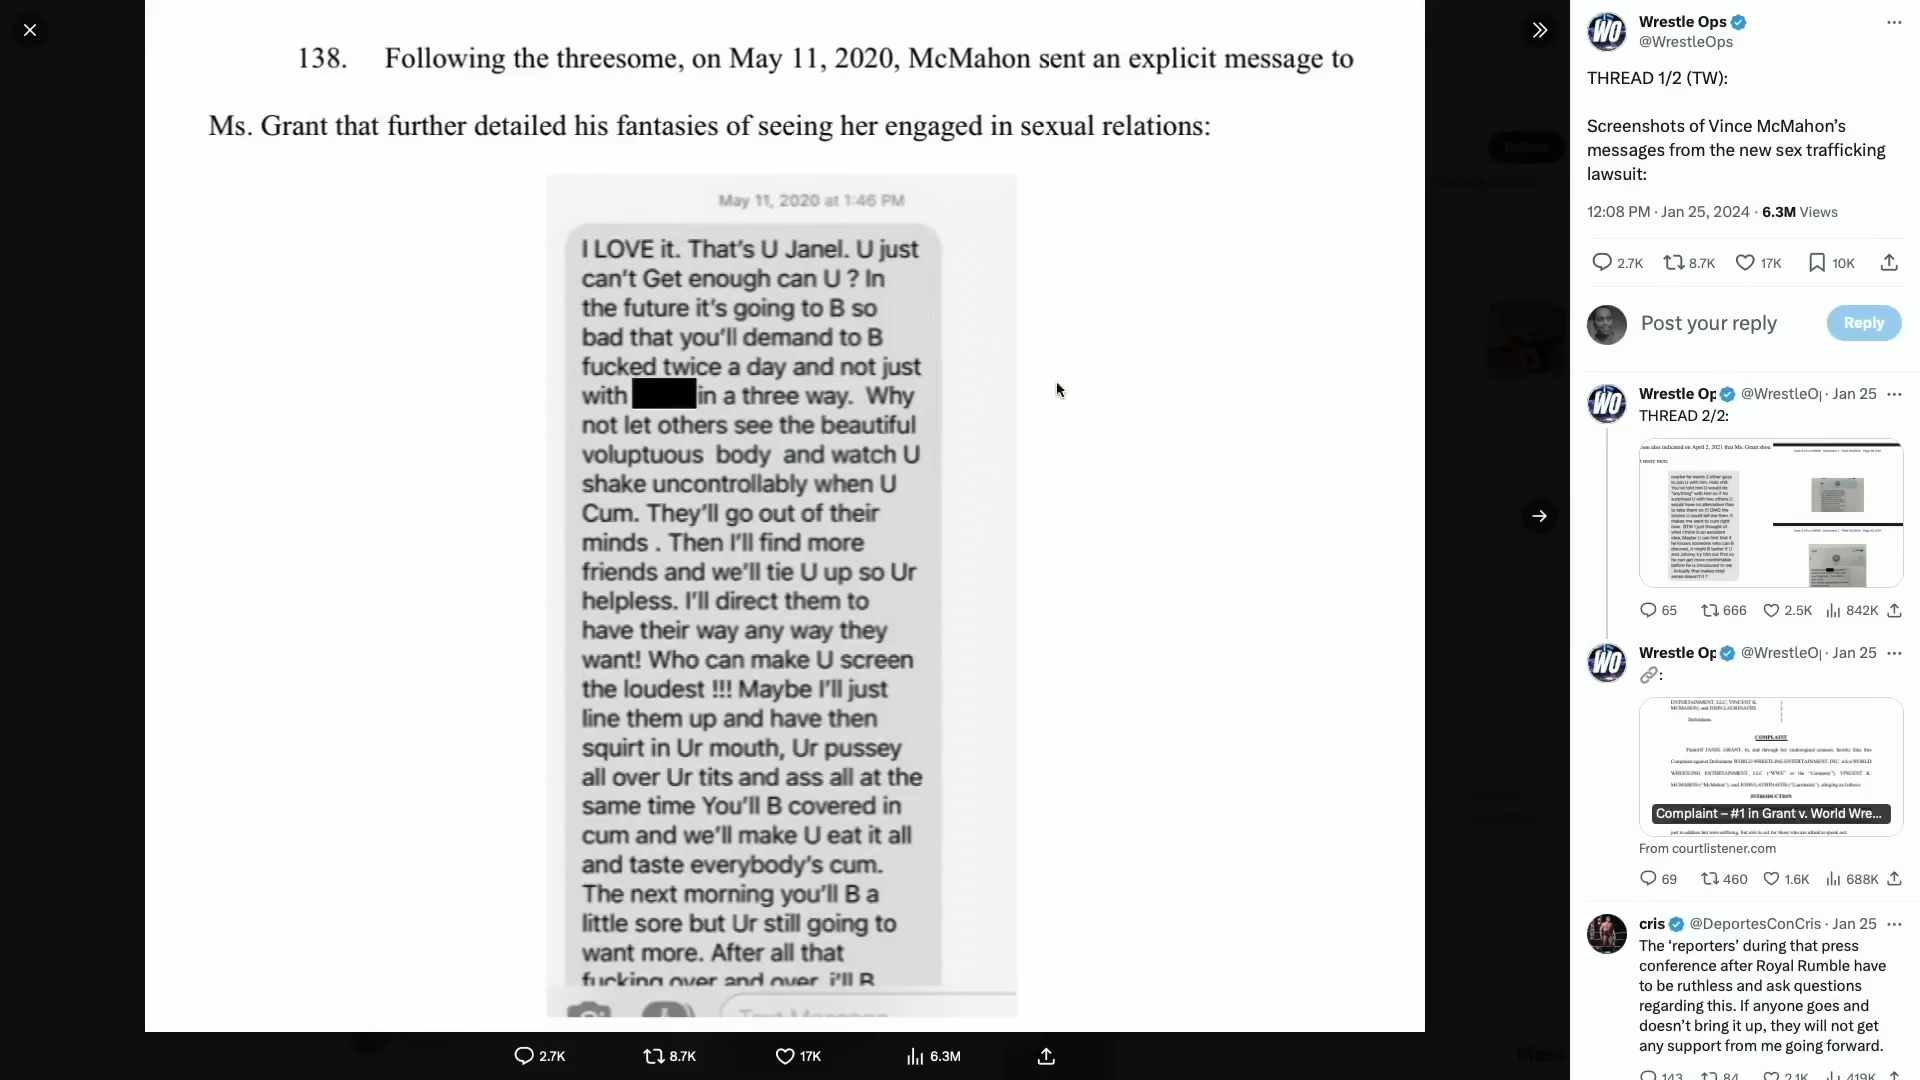 138. Following the threesome, on May 11, 2020, McMahon sent an explicit message to
Ms. Grant that further detailed his fantasies of seeing her engaged in sexual relations:
May 11, 2020 at 1:46 PM
I LOVE it. That's U Janel. U just
can't Get enough can U ? In
the future it's going to B so
bad that you'll demand to B
fucked twice a day and not just
with in a three way. Why
not let others see the beautiful
voluptuous body and watch U
shake uncontrollably when U
Cum. They'll go out of their
minds . Then I'll find more
friends and we'll tie U up so Ur
helpless. I'll direct them to
have their way any way they
want! Who can make U screen
the loudest !!! Maybe I'll just
line them up and have then
squirt in Ur mouth, Ur pussey
all over Ur tits and ass all at the
same time You'll B covered in
cum and we'll make U eat it all
and taste everybody's cum.
The next morning you'll B a
little sore but Ur still going to
want more. After all that
fucking over and over i'll B
2.7K 8.7K 17K 6.3M
WO
Wrestle Ops
@WrestleOps
THREAD 1/2 (TW):
Screenshots of Vince McMahon's
messages from the new sex trafficking
lawsuit:
12:08 PM · Jan 25, 2024 · 6.3M Views
2.7K 8.7K 17K 10K
Post your reply
Reply
WO
Wrestle Op @WrestleO · Jan 25
THREAD 2/2:
65 666 2.5K 842K
WO
Wrestle Op @WrestleO · Jan 25
:
COMPLAINT
INTRODUCTION
Complaint – #1 in Grant v. World Wre...
From courtlistener.com
69 460 1.6K 688K
cris @DeportesConCris · Jan 25
The 'reporters' during that press
conference after Royal Rumble have
to be ruthless and ask questions
regarding this. If anyone goes and
doesn't bring it up, they will not get
any support from me going forward.
143 84 2.1K 419K